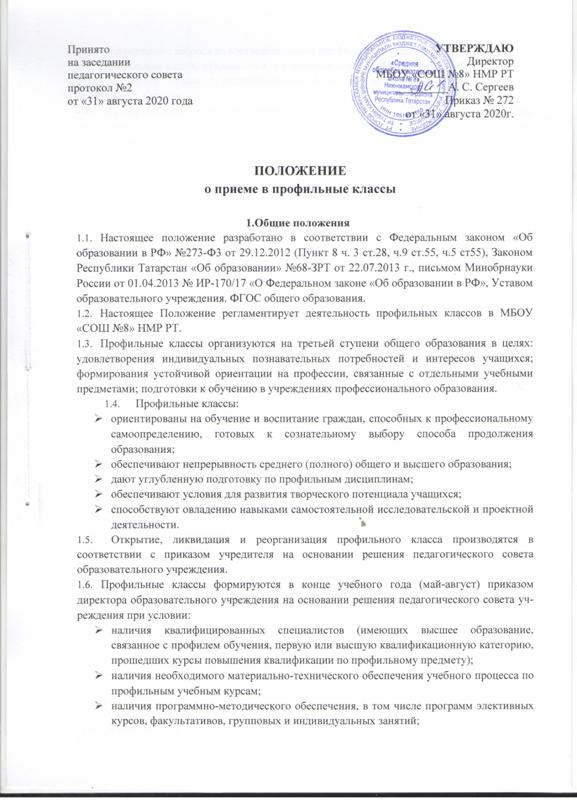 Принято
на заседании
педагогического совета
протокол №2
от «31» августа 2020 года
УТВЕРЖДАЮ
Директор
МБОУ «СОШ №8» НМР РТ
А. С. Сергеев
Приказ № 272
от «31» августа 2020г.
«Средняя
общеобразовательная
школа № 8»
Нижнекамского
Республики Татарстан
ПОЛОЖЕНИЕ
о приеме в профильные классы
1.Общие положения
1.1. Настоящее положение разработано в соответствии с Федеральным законом «Об
образовании в РФ» №273-ФЗ от 29.12.2012 (Пункт 8 ч. 3 ст.28, ч.9 ст.55, ч.5 ст55), Законом
Республики Татарстан «Об образовании» №68-ЗРТ от 22.07.2013 г., письмом Минобрнауки
России от 01.04.2013 № ИР-170/17 «О Федеральном законе «Об образовании в РФ», Уставом
образовательного учреждения. ФГОС общего образования.
1.2. Настоящее Положение регламентирует деятельность профильных классов в МБОУ
«СОШ №8» НМР РТ.
1.3. Профильные классы организуются на третьей ступени общего образования в целях:
удовлетворения индивидуальных познавательных потребностей и интересов учащихся;
формирования устойчивой ориентации на профессии, связанные с отдельными учебными
предметами; подготовки к обучению в учреждениях профессионального образования.
1.4. Профильные классы:
➢ ориентированы на обучение и воспитание граждан, способных к профессиональному
самоопределению, готовых к сознательному выбору способа продолжения
образования;
➢ обеспечивают непрерывность среднего (полного) общего и высшего образования;
➢ дают углубленную подготовку по профильным дисциплинам;
➢ обеспечивают условия для развития творческого потенциала учащихся;
➢ способствуют овладению навыками самостоятельной исследовательской и проектной
деятельности.
1.5. Открытие, ликвидация и реорганизация профильного класса производятся в
соответствии с приказом учредителя на основании решения педагогического совета
образовательного учреждения.
1.6. Профильные классы формируются в конце учебного года (май-август) приказом
директора образовательного учреждения на основании решения педагогического совета уч-
реждения при условии:
➢ наличия квалифицированных специалистов (имеющих высшее образование,
связанное с профилем обучения, первую или высшую квалификационную категорию,
прошедших курсы повышения квалификации по профильному предмету);
➢ наличия необходимого материально-технического обеспечения учебного процесса по
профильным учебным курсам;
➢ наличия программно-методического обеспечения, в том числе программ элективных
курсов, факультативов, групповых и индивидуальных занятий;